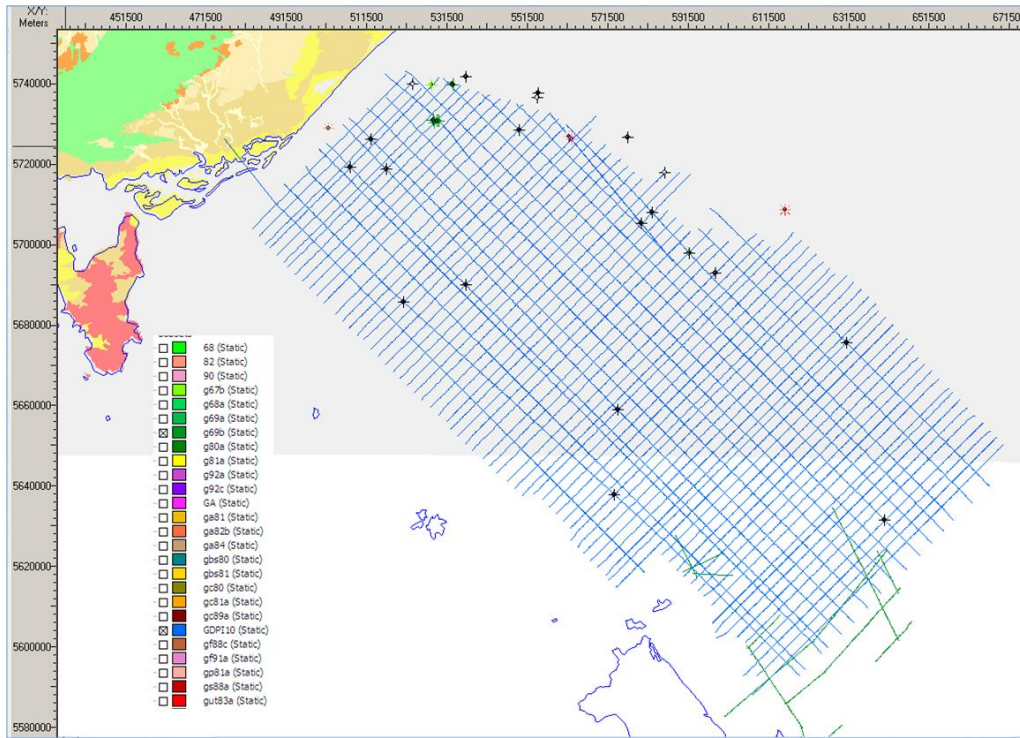 X/Y:
Meters
451500 471500 491500 511500 531500 551500 571500 591500 611500 631500 651500 67150
5740000
5720000
5700000
5680000
5660000
5640000
5620000
5600000
5580000
68 (Static)
82 (Static)
90 (Static)
g67b (Static)
g68a (Static)
g69a (Static)
g69b (Static)
g80a (Static)
g81a (Static)
g92a (Static)
g92c (Static)
GA (Static)
ga81 (Static)
ga82b (Static)
ga84 (Static)
gbs80 (Static)
gbs81 (Static)
gc80 (Static)
gc81a (Static)
gc89a (Static)
GDPI10 (Static)
gf88c (Static)
gf91a (Static)
gp81a (Static)
gs88a (Static)
gut83a (Static)